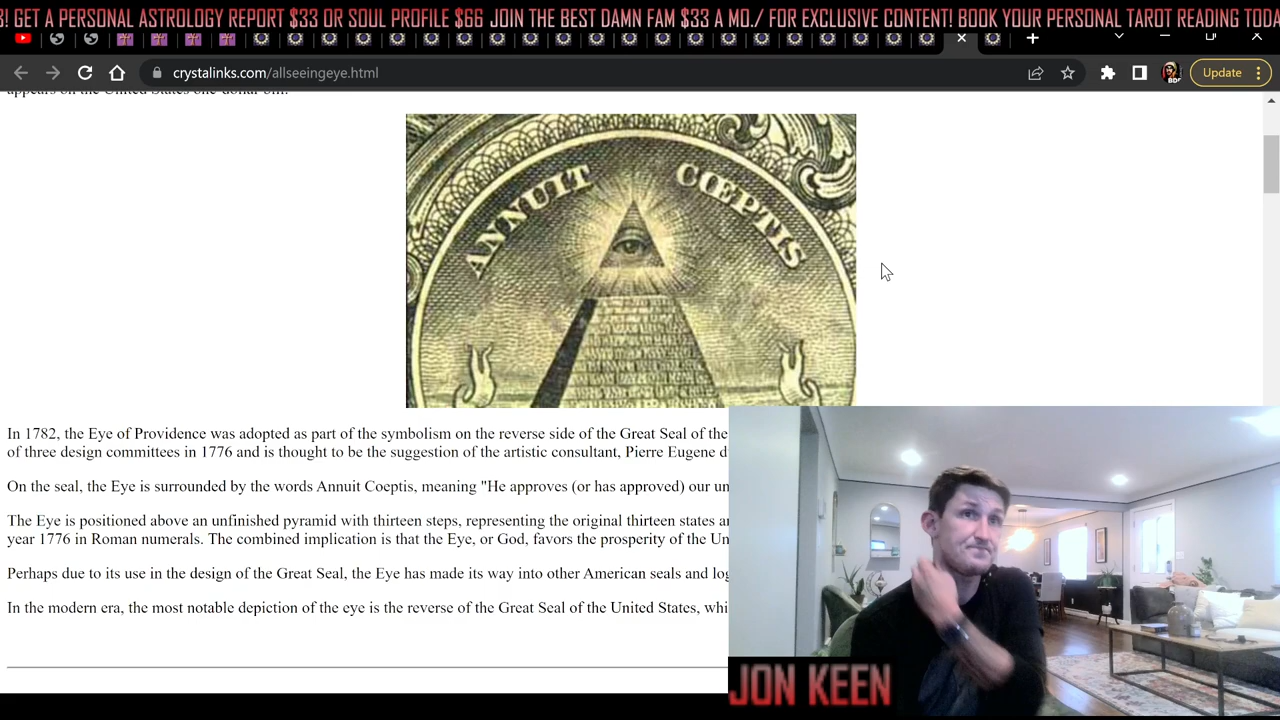 ! GET A PERSONAL ASTROLOGY REPORT $33 OR SOUL PROFILE $66 JOIN THE BEST DAMN FAM $33 A MO./ FOR EXCLUSIVE CONTENT! BOOK YOUR PERSONAL TAROT READING TODA
crystalinks.com/allseeingeye.html
Update
appears on the United States one-dollar bill.
ANNUIT CŒPTIS
In 1782, the Eye of Providence was adopted as part of the symbolism on the reverse side of the Great Seal of the
of three design committees in 1776 and is thought to be the suggestion of the artistic consultant, Pierre Eugene d
On the seal, the Eye is surrounded by the words Annuit Coeptis, meaning "He approves (or has approved) our un
The Eye is positioned above an unfinished pyramid with thirteen steps, representing the original thirteen states a
year 1776 in Roman numerals. The combined implication is that the Eye, or God, favors the prosperity of the Un
Perhaps due to its use in the design of the Great Seal, the Eye has made its way into other American seals and log
In the modern era, the most notable depiction of the eye is the reverse of the Great Seal of the United States, whi
JON KEEN